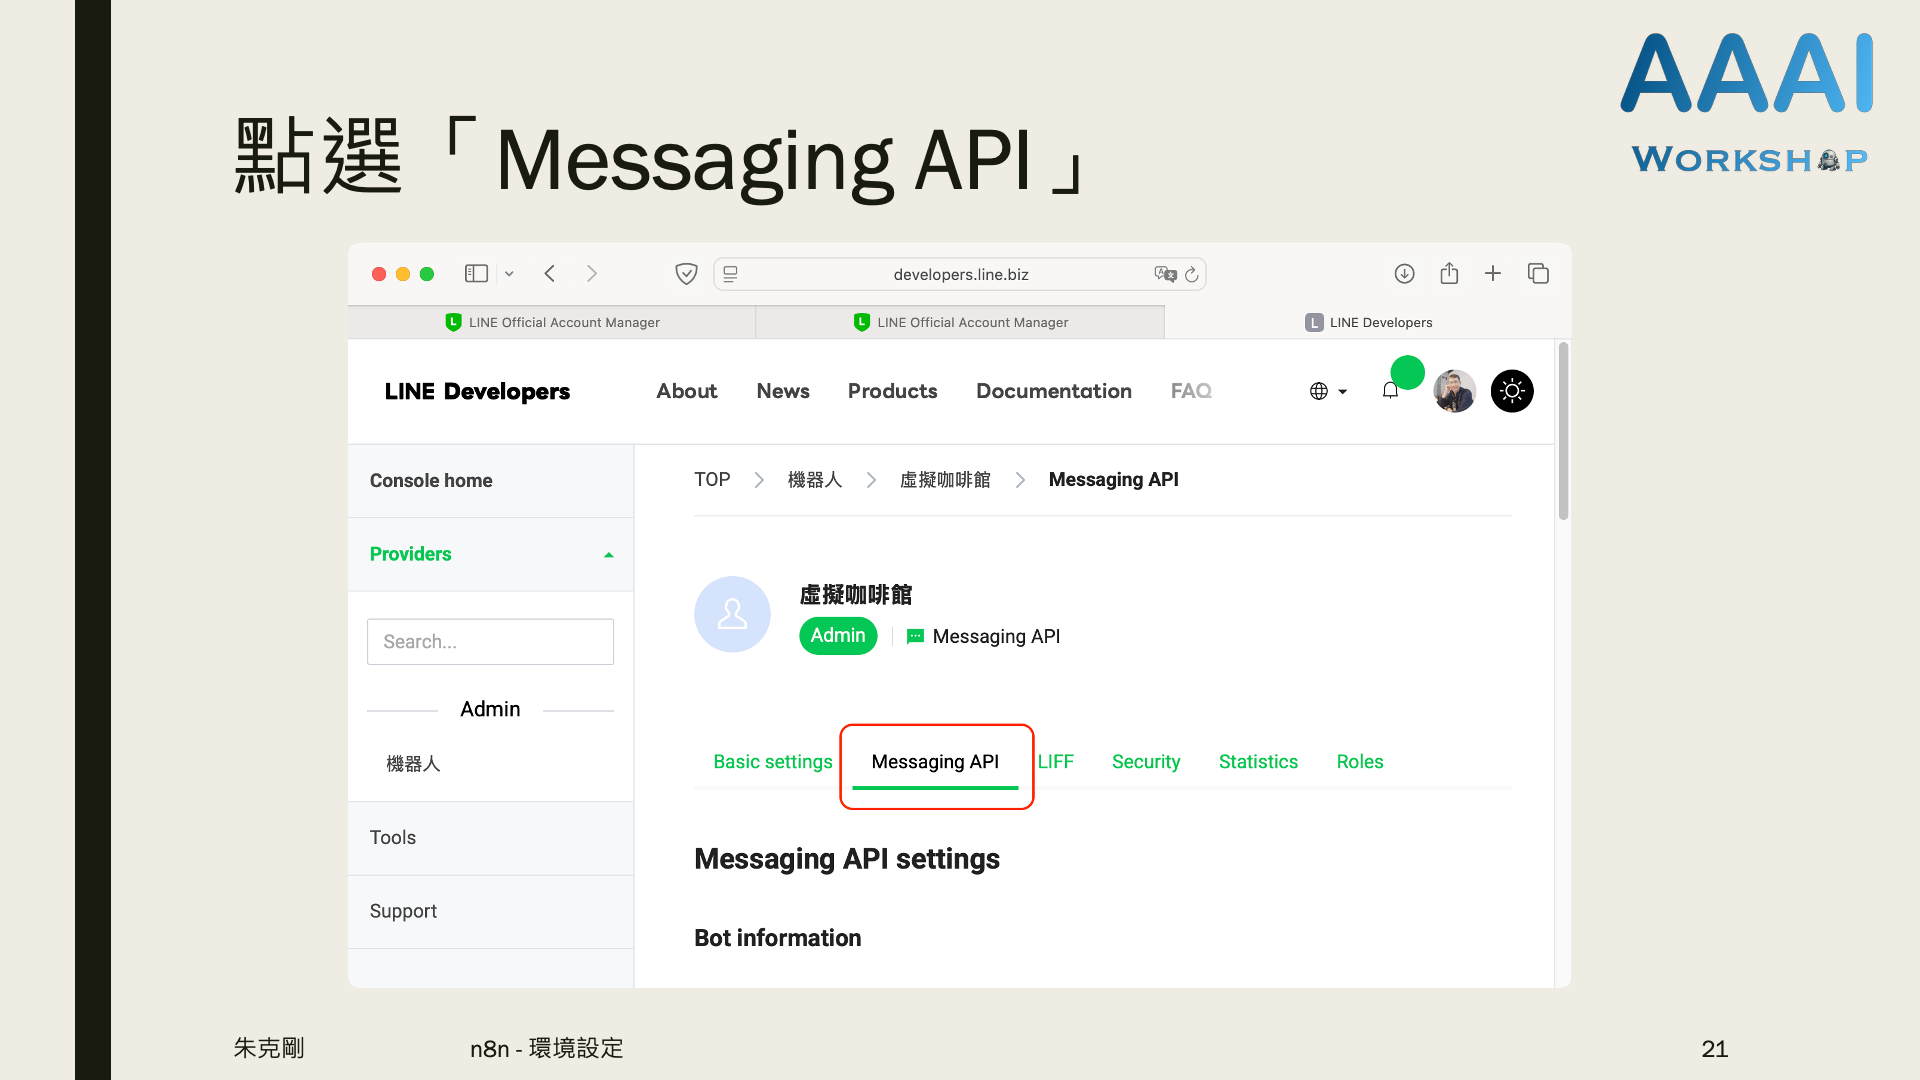 AAAI
WORKSHOP
點選「Messaging API」
developers.line.biz
LINE Official Account Manager
LINE Official Account Manager
LINE Developers
LINE Developers
About
News
Products
Documentation
FAQ
Console home
Providers
Search...
Admin
機器人
Tools
Support
TOP > 機器人 > 虛擬咖啡館 > Messaging API
虛擬咖啡館
Admin
Messaging API
Basic settings
Messaging API
LIFF
Security
Statistics
Roles
Messaging API settings
Bot information
朱克剛
n8n - 環境設定
21